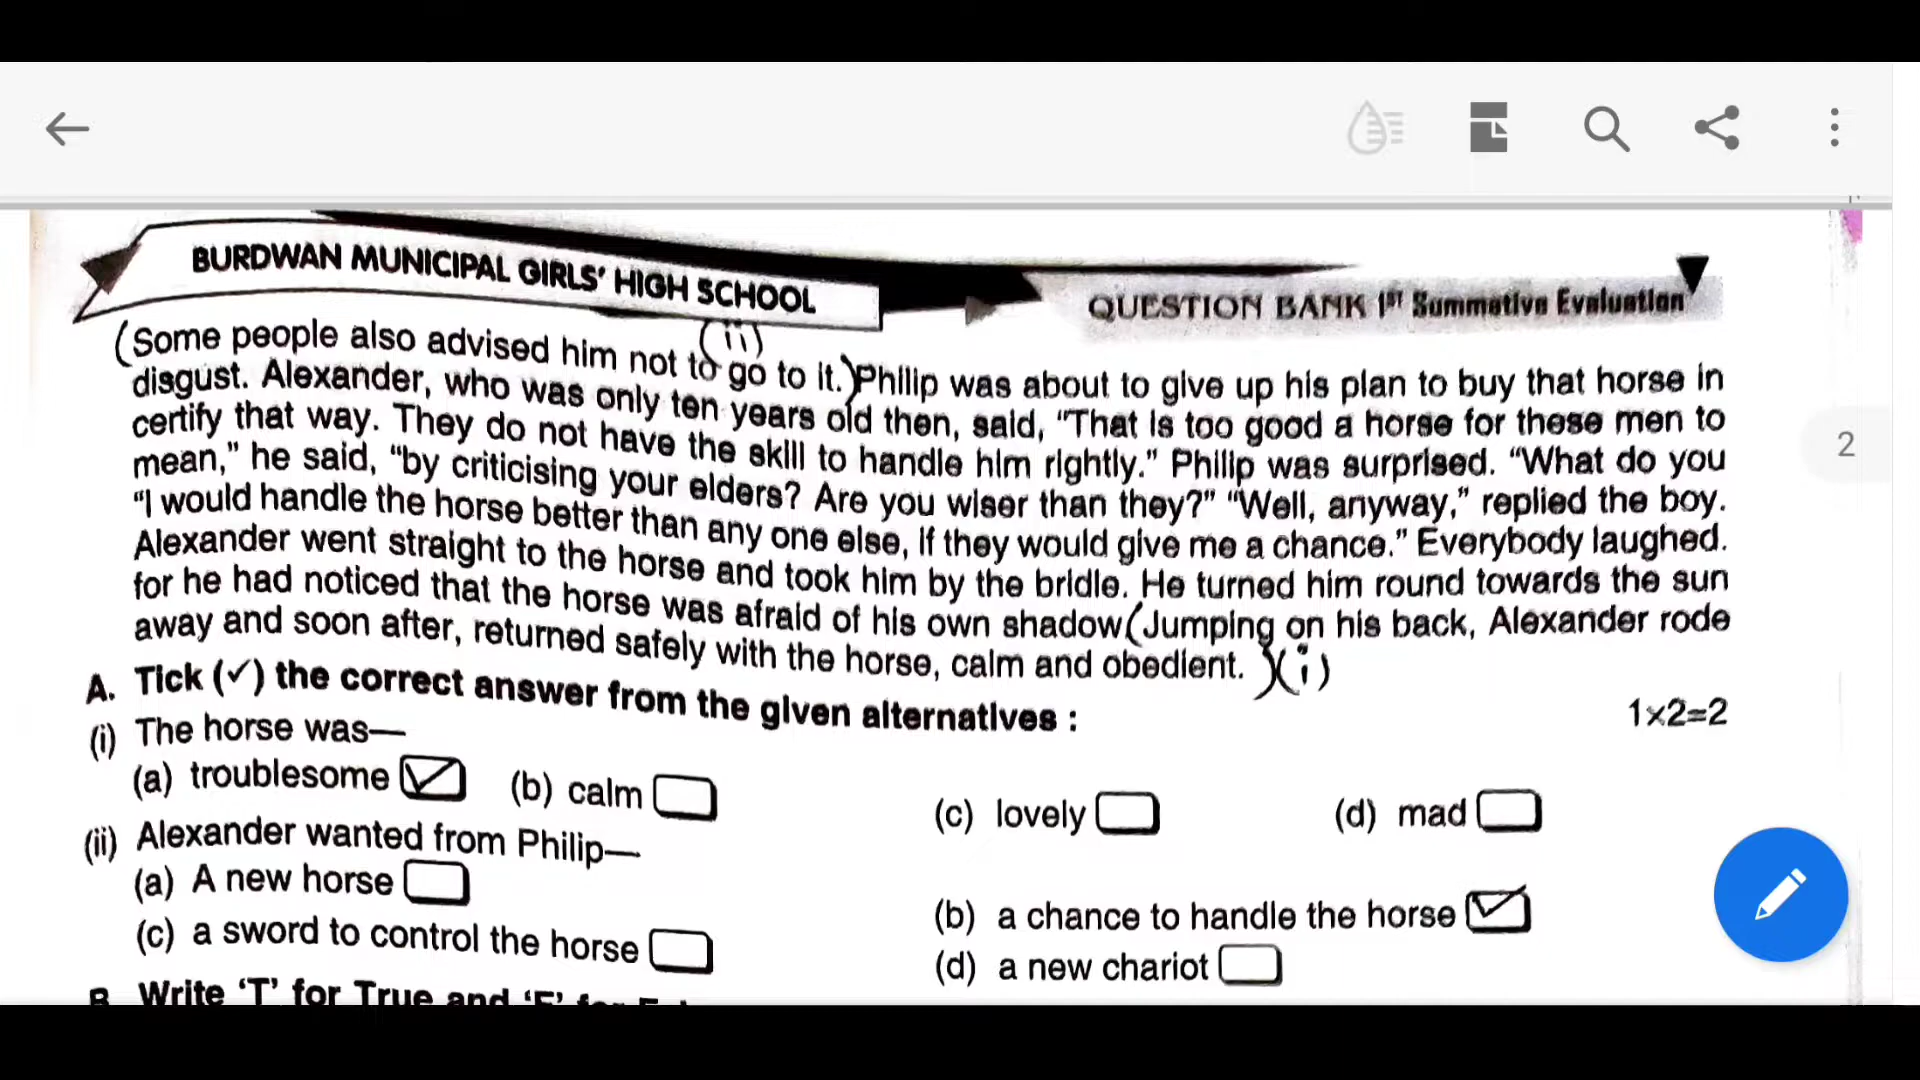 BURDWAN MUNICIPAL GIRLS' HIGH SCHOOL
QUESTION BANK 1ST Summative Evaluation
(ii)
(Some people also advised him not to go to it.) Philip was about to give up his plan to buy that horse in
disgust. Alexander, who was only ten years old then, said, "That is too good a horse for these men to
certify that way. They do not have the skill to handle him rightly." Philip was surprised. "What do you
mean," he said, "by criticising your elders? Are you wiser than they?" "Well, anyway," replied the boy.
"I would handle the horse better than any one else, if they would give me a chance." Everybody laughed.
Alexander went straight to the horse and took him by the bridle. He turned him round towards the sun
for he had noticed that the horse was afraid of his own shadow (Jumping on his back, Alexander rode
away and soon after, returned safely with the horse, calm and obedient. ) (i)
2
A. Tick (✓) the correct answer from the given alternatives : 1×2=2
(i) The horse was—
(a) troublesome (b) calm (c) lovely (d) mad
(ii) Alexander wanted from Philip—
(a) A new horse (b) a chance to handle the horse
(c) a sword to control the horse (d) a new chariot
B Write 'T' for True and 'F' for